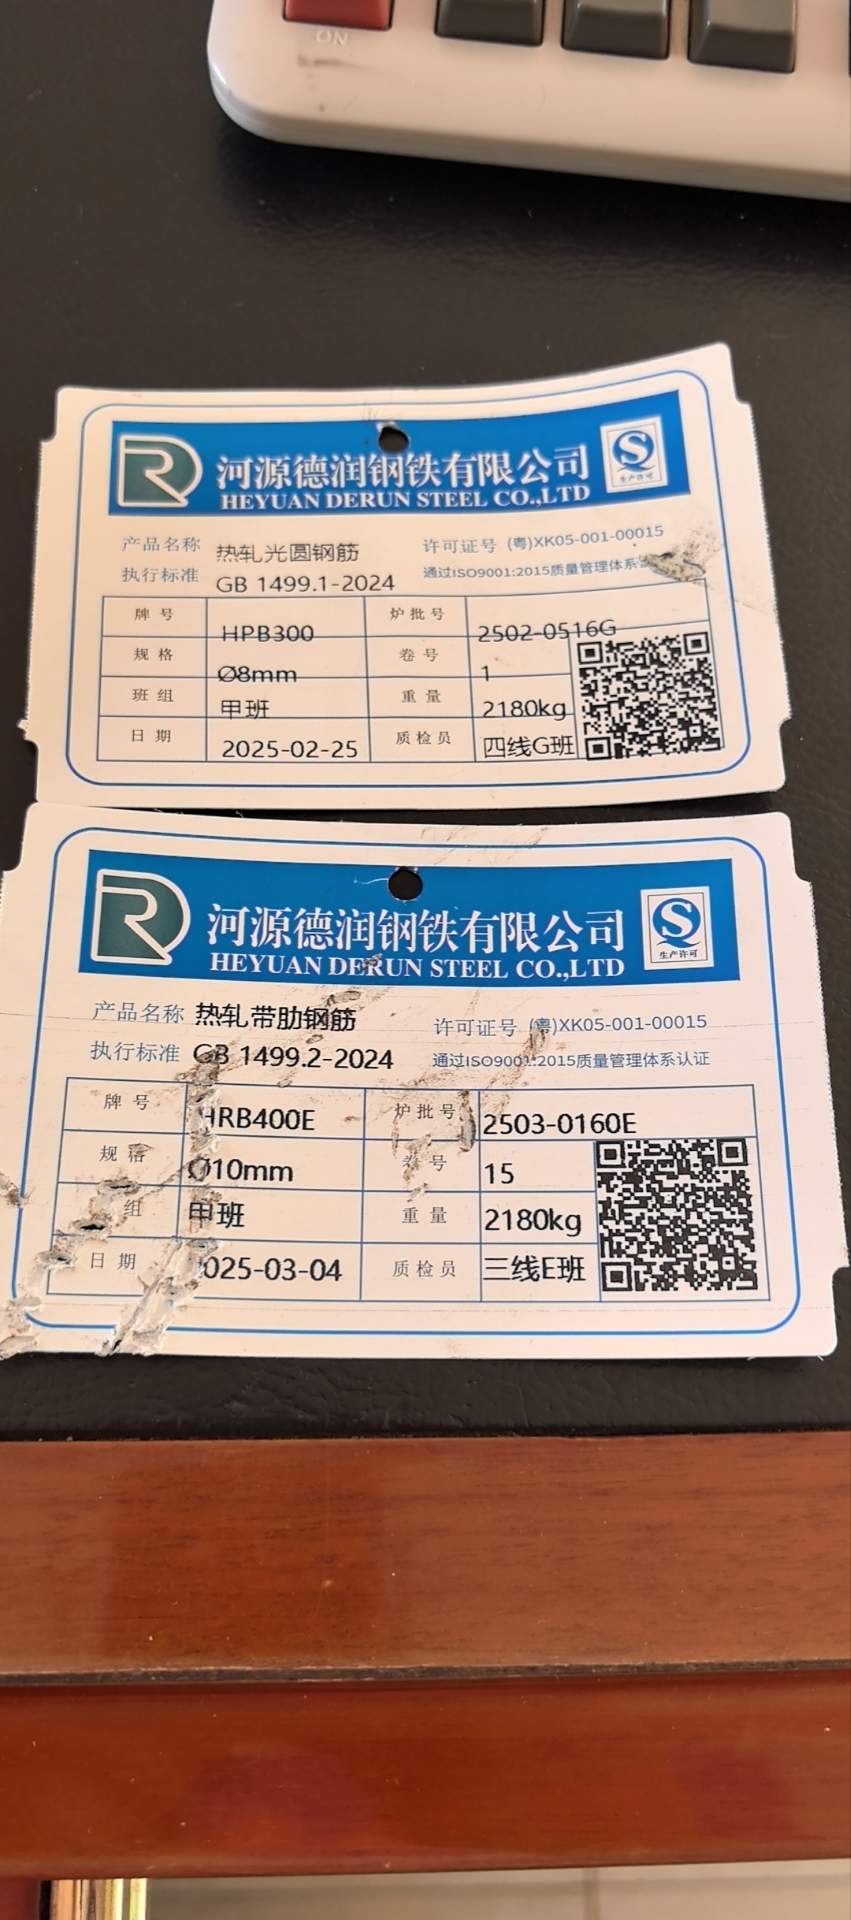 ON
河源德润钢铁有限公司
HEYUAN DERUN STEEL CO.,LTD
S
生产许可
产品名称 热轧光圆钢筋 许可证号 (粤)XK05-001-00015
执行标准 GB 1499.1-2024 通过ISO9001:2015质量管理体系
牌号 HPB300 炉批号 2502-0516G
规格 Ø8mm 卷号 1
班组 甲班 重量 2180kg
日期 2025-02-25 质检员 四线G班
河源德润钢铁有限公司
HEYUAN DERUN STEEL CO.,LTD
S
生产许可
产品名称 热轧带肋钢筋 许可证号 (粤)XK05-001-00015
执行标准 GB 1499.2-2024 通过ISO9001:2015质量管理体系认证
牌号 HRB400E 炉批号 2503-0160E
规格 Ø10mm 卷号 15
组 甲班 重量 2180kg
日期 025-03-04 质检员 三线E班